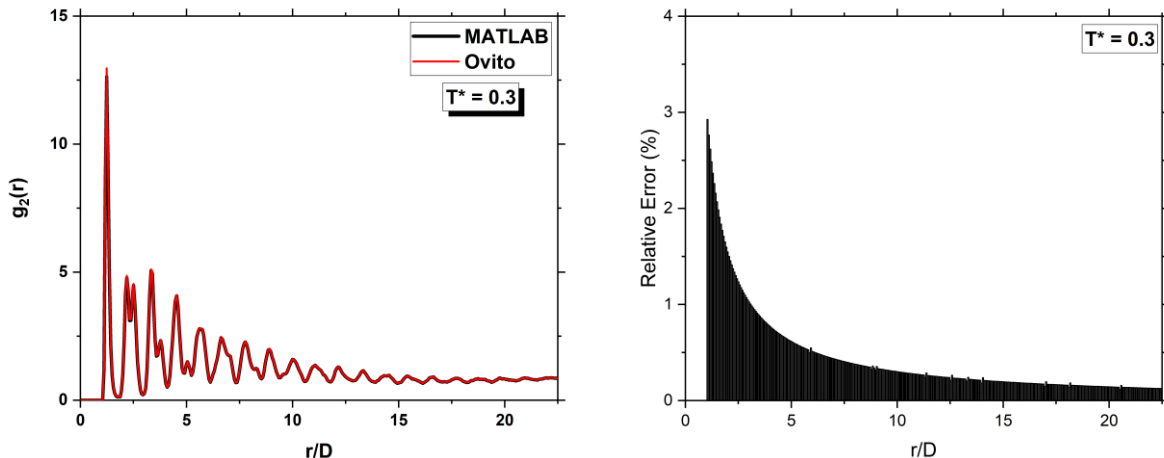 15
10
5
0
g₂(r)
MATLAB
Ovito
T* = 0.3
0 5 10 15 20
r/D
4
3
2
1
0
Relative Error (%)
T* = 0.3
0 5 10 15 20
r/D